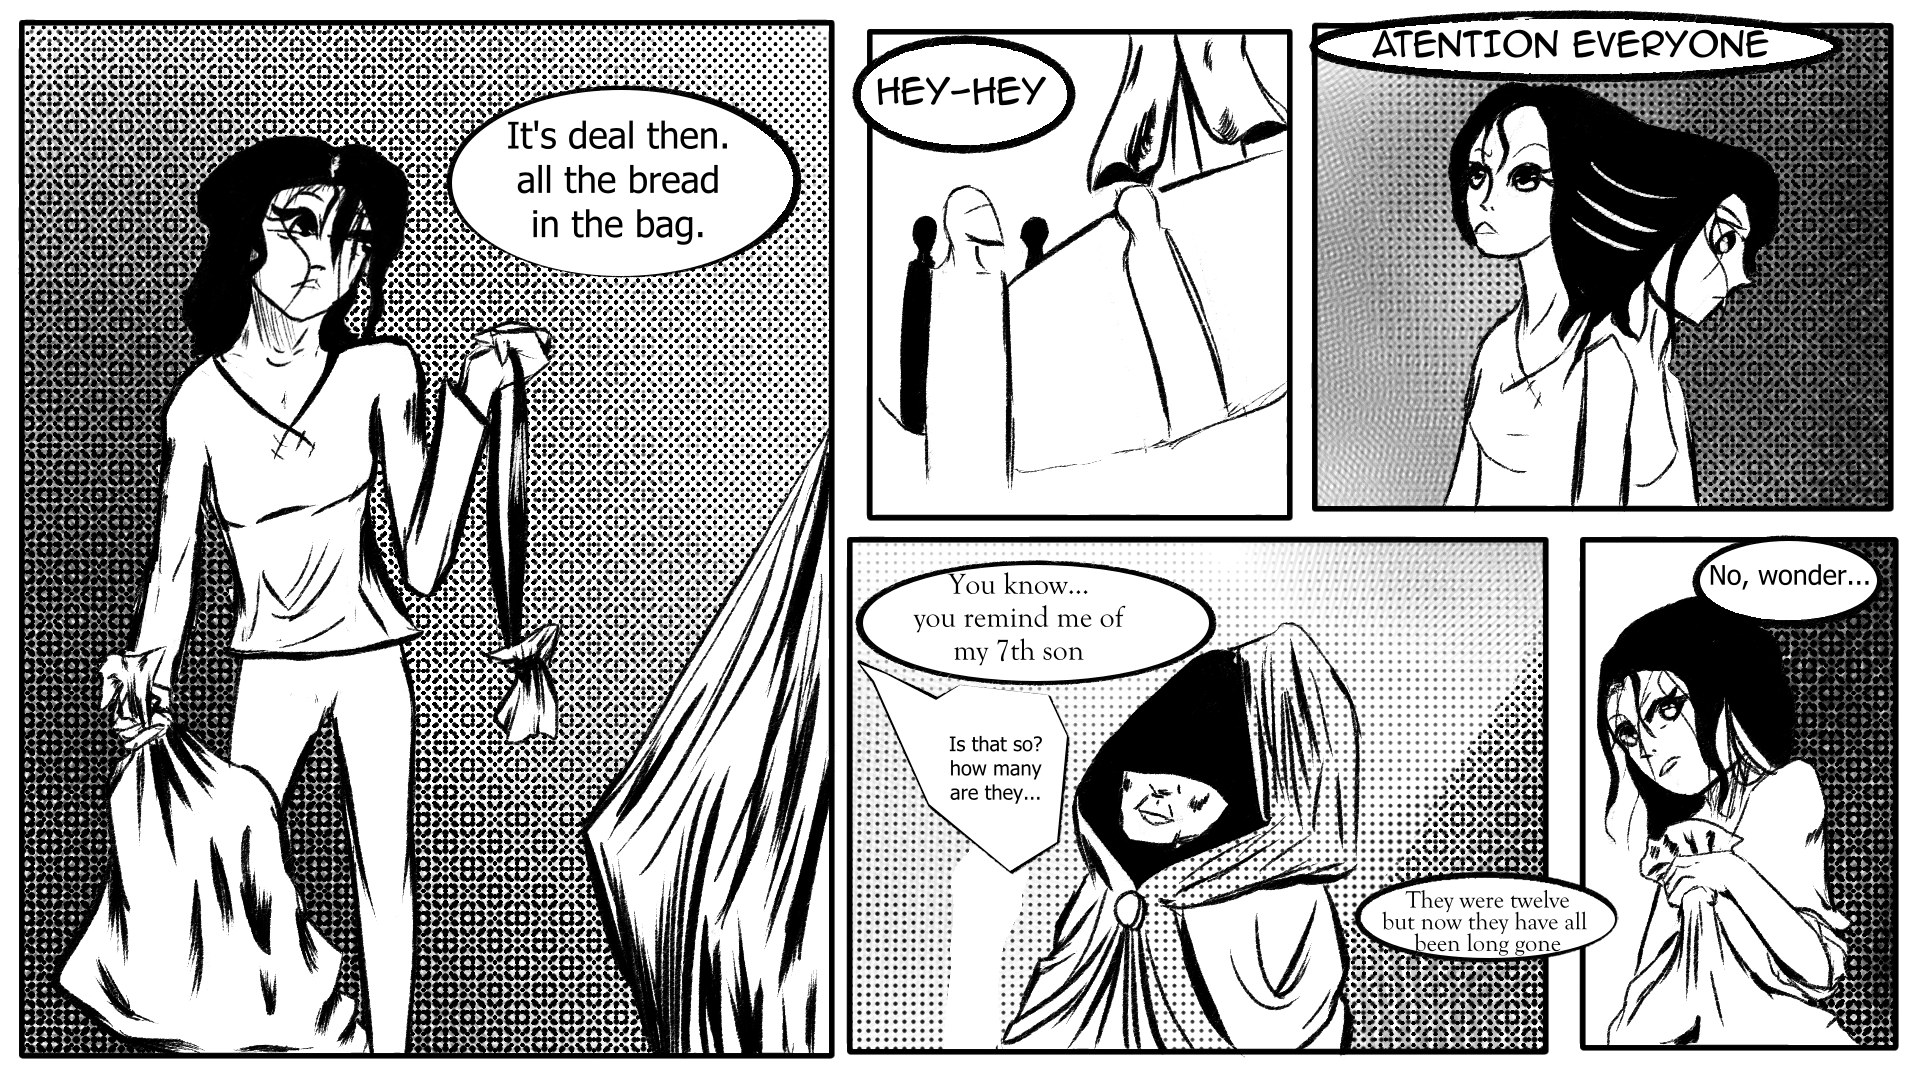 It's deal then.
all the bread
in the bag.
HEY-HEY
ATENTION EVERYONE
You know...
you remind me of
my 7th son
Is that so?
how many
are they...
They were twelve
but now they have all
been long gone
No, wonder...